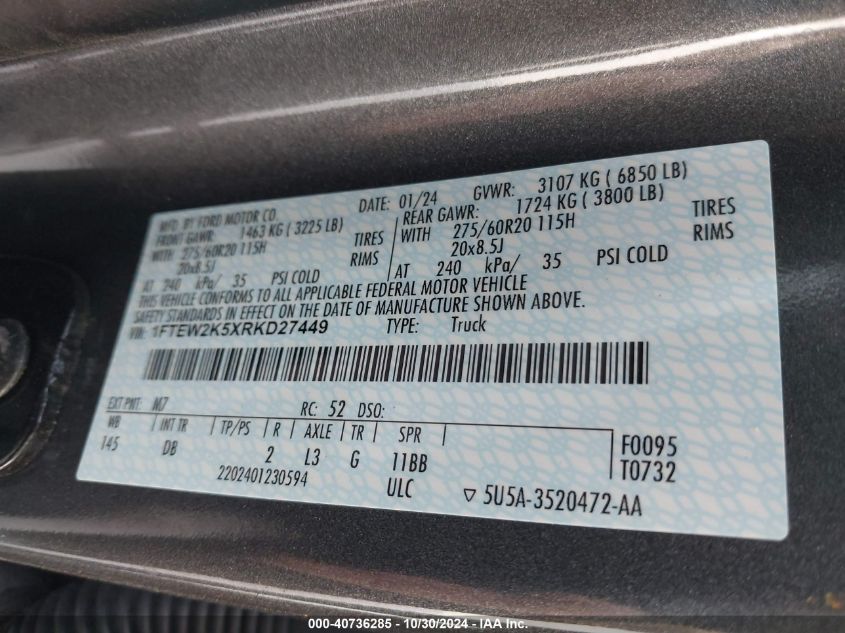 MFD. BY FORD MOTOR CO.
DATE: 01/24 GVWR: 3107 KG ( 6850 LB)
FRONT GAWR: 1463 KG ( 3225 LB)
REAR GAWR: 1724 KG ( 3800 LB)
WITH 275/60R20 115H TIRES
WITH 275/60R20 115H TIRES
20x8.5J RIMS
20x8.5J RIMS
AT 240 kPa/ 35 PSI COLD
AT 240 kPa/ 35 PSI COLD
THIS VEHICLE CONFORMS TO ALL APPLICABLE FEDERAL MOTOR VEHICLE
SAFETY STANDARDS IN EFFECT ON THE DATE OF MANUFACTURE SHOWN ABOVE.
VIN: 1FTEW2K5XRKD27449 TYPE: Truck
EXT PNT: M7 RC: 52 DSO:
WB INT TR TP/PS R AXLE TR SPR
145 DB 2 L3 G 11BB
F0095
T0732
2202401230594 ULC ▽ 5U5A-3520472-AA
000-40736285 - 10/30/2024 - IAA Inc.